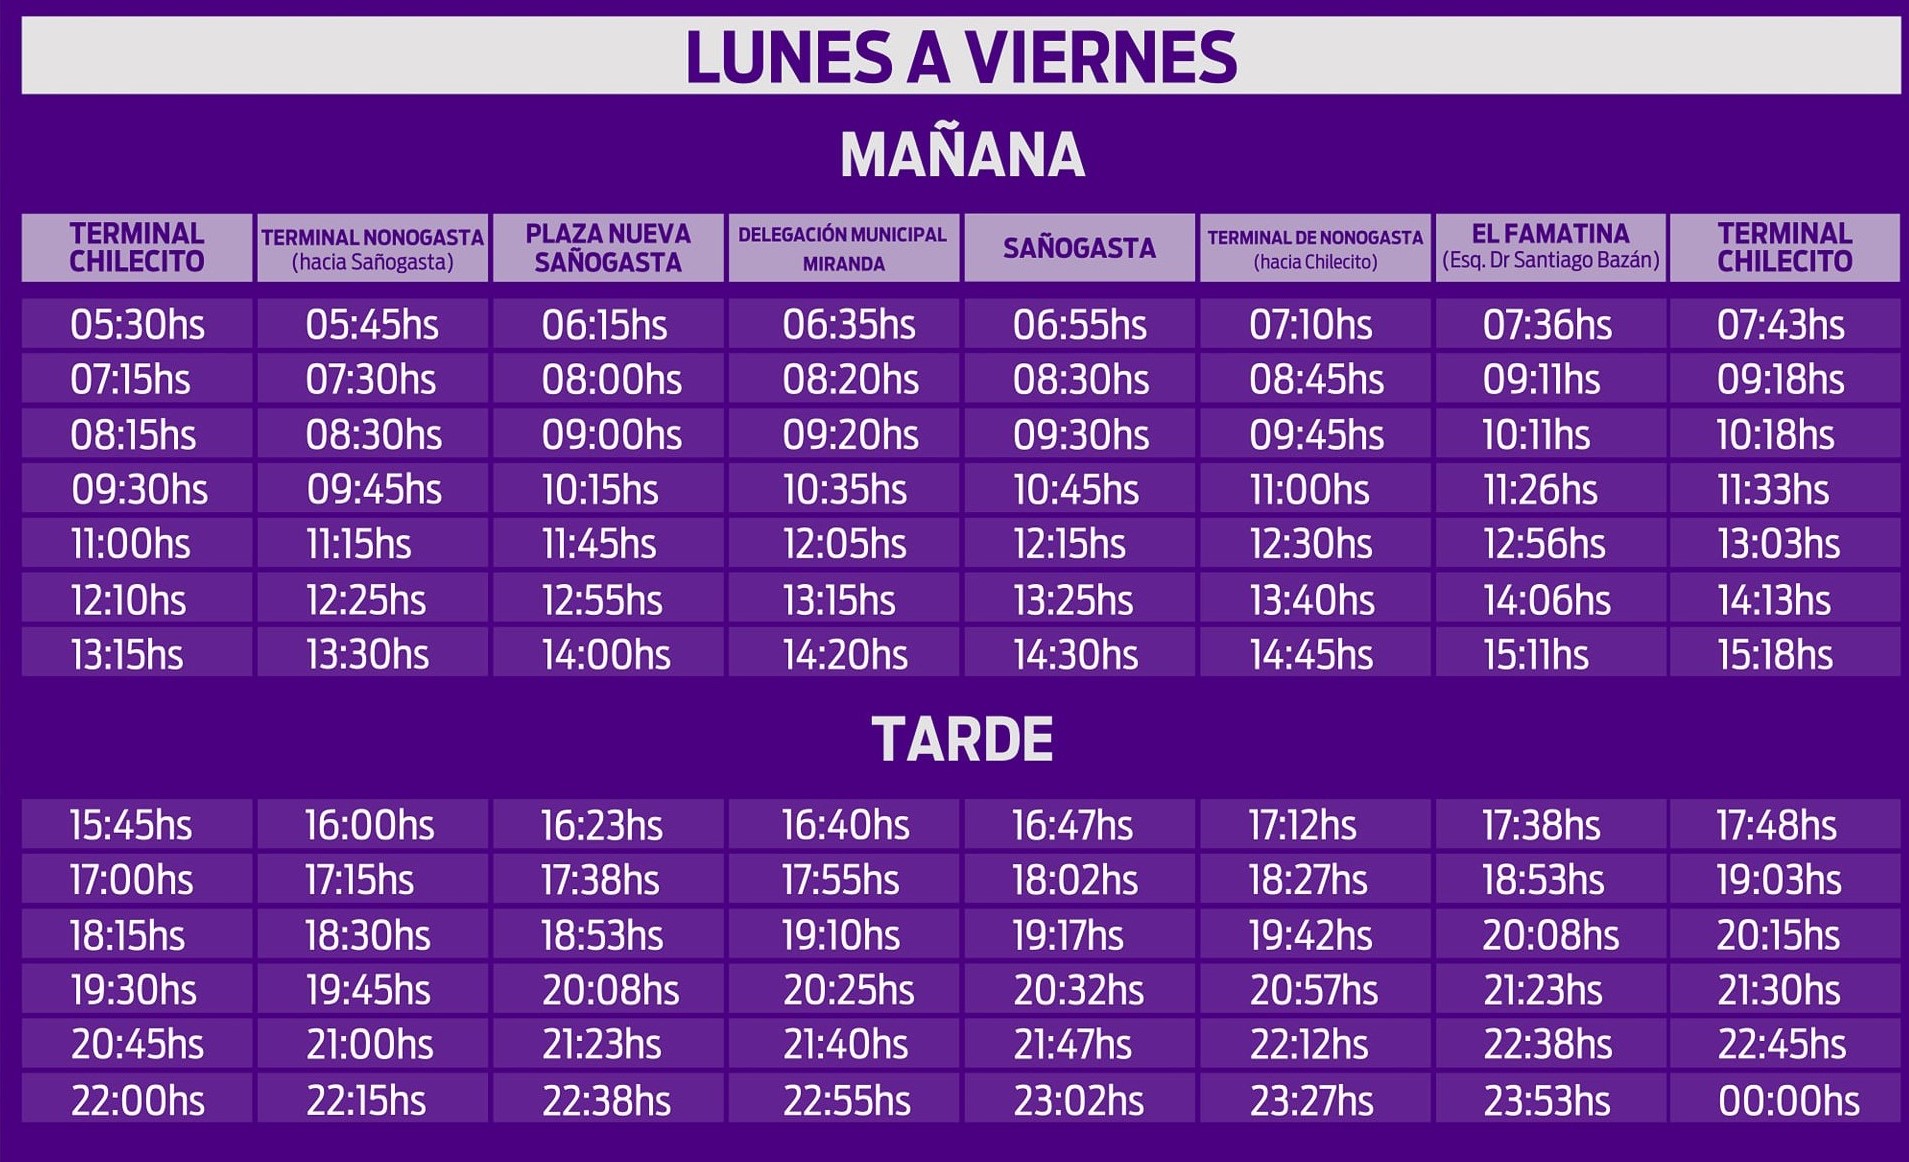 LUNES A VIERNES
MAÑANA
TERMINAL CHILECITO TERMINAL NONOGASTA (hacia Sañogasta) PLAZA NUEVA SAÑOGASTA DELEGACIÓN MUNICIPAL MIRANDA SAÑOGASTA TERMINAL DE NONOGASTA (hacia Chilecito) EL FAMATINA (Esq. Dr Santiago Bazán) TERMINAL CHILECITO
05:30hs 05:45hs 06:15hs 06:35hs 06:55hs 07:10hs 07:36hs 07:43hs
07:15hs 07:30hs 08:00hs 08:20hs 08:30hs 08:45hs 09:11hs 09:18hs
08:15hs 08:30hs 09:00hs 09:20hs 09:30hs 09:45hs 10:11hs 10:18hs
09:30hs 09:45hs 10:15hs 10:35hs 10:45hs 11:00hs 11:26hs 11:33hs
11:00hs 11:15hs 11:45hs 12:05hs 12:15hs 12:30hs 12:56hs 13:03hs
12:10hs 12:25hs 12:55hs 13:15hs 13:25hs 13:40hs 14:06hs 14:13hs
13:15hs 13:30hs 14:00hs 14:20hs 14:30hs 14:45hs 15:11hs 15:18hs
TARDE
15:45hs 16:00hs 16:23hs 16:40hs 16:47hs 17:12hs 17:38hs 17:48hs
17:00hs 17:15hs 17:38hs 17:55hs 18:02hs 18:27hs 18:53hs 19:03hs
18:15hs 18:30hs 18:53hs 19:10hs 19:17hs 19:42hs 20:08hs 20:15hs
19:30hs 19:45hs 20:08hs 20:25hs 20:32hs 20:57hs 21:23hs 21:30hs
20:45hs 21:00hs 21:23hs 21:40hs 21:47hs 22:12hs 22:38hs 22:45hs
22:00hs 22:15hs 22:38hs 22:55hs 23:02hs 23:27hs 23:53hs 00:00hs